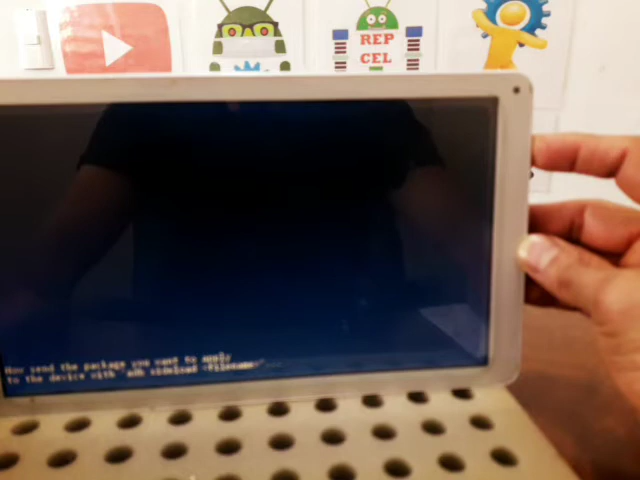 REP
CEL
Now send the package you want to apply
to the device with "adb sideload <filename>"...